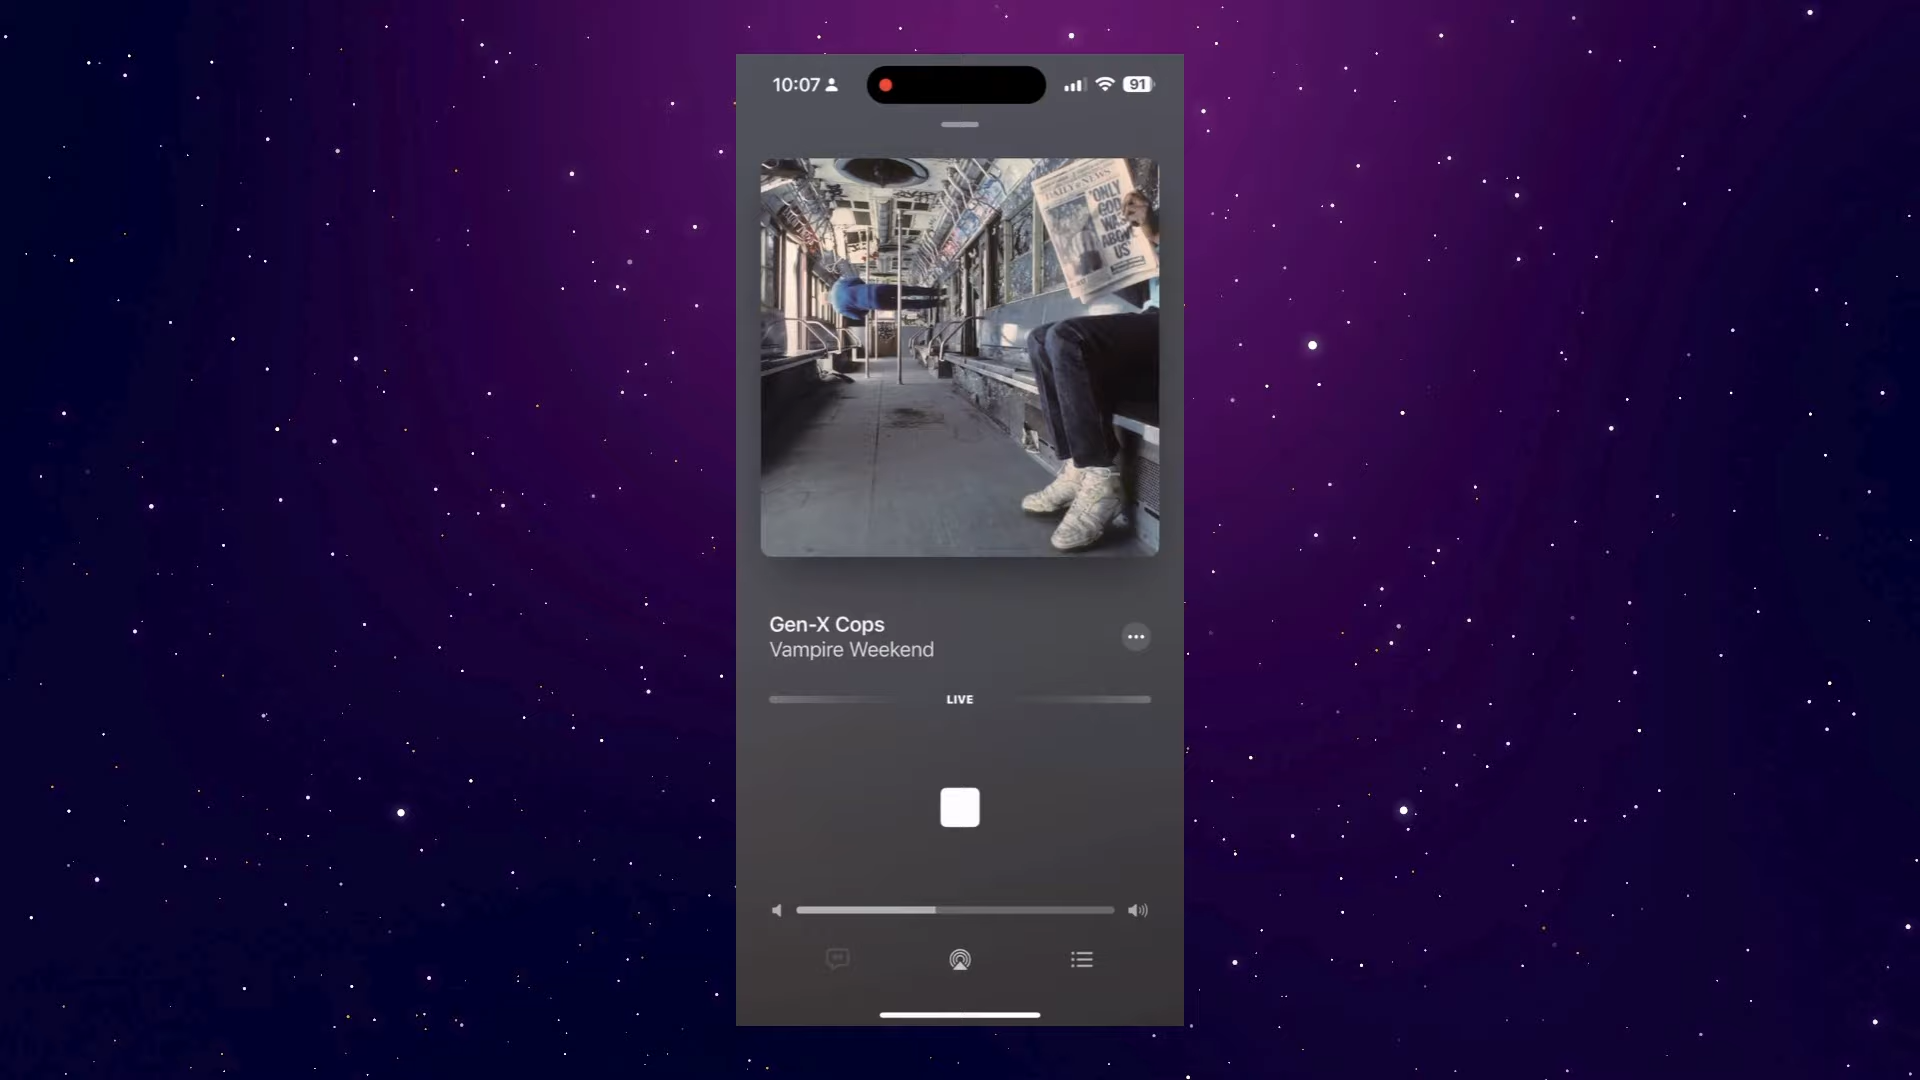 10:07
91
DAILY NEWS
'ONLY
GOD
WAS
ABOVE
US'
Gen-X Cops
Vampire Weekend
LIVE